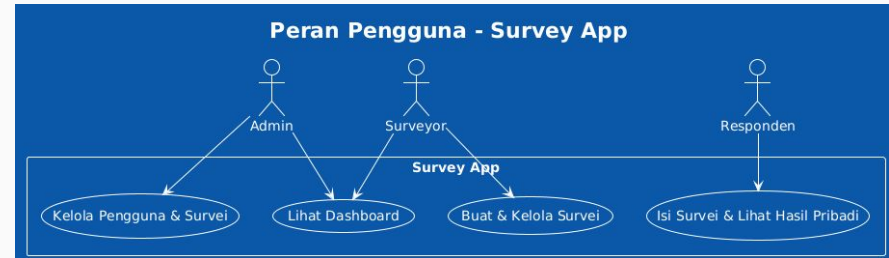 Peran Pengguna - Survey App
Admin
Surveyor
Responden
Survey App
Kelola Pengguna & Survei
Lihat Dashboard
Buat & Kelola Survei
Isi Survei & Lihat Hasil Pribadi